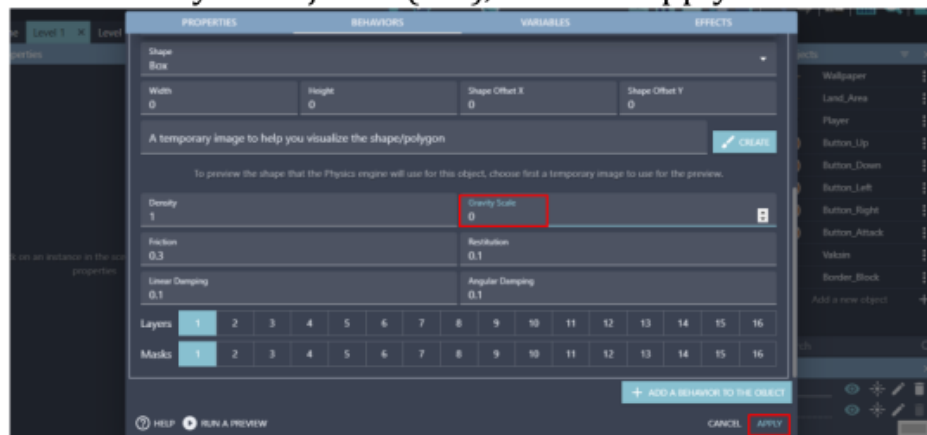 PROPERTIES BEHAVIORS VARIABLES EFFECTS
Level 1 × Level
Shape
Box
Width Height Shape Offset X Shape Offset Y
0 0 0 0
A temporary image to help you visualize the shape/polygon
CREATE
To preview the shape that the Physics engine will use for this object, choose first a temporary image to use for the preview.
Density Gravity Scale
1 0
Friction Restitution
0.3 0.1
Linear Damping Angular Damping
0.1 0.1
Layers 1 2 3 4 5 6 7 8 9 10 11 12 13 14 15 16
Masks 1 2 3 4 5 6 7 8 9 10 11 12 13 14 15 16
+ ADD A BEHAVIOR TO THE OBJECT
HELP RUN A PREVIEW CANCEL APPLY
Wallpaper
Land_Area
Player
Button_Up
Button_Down
Button_Left
Button_Right
Button_Attack
Border_Block
Add a new object +
properties